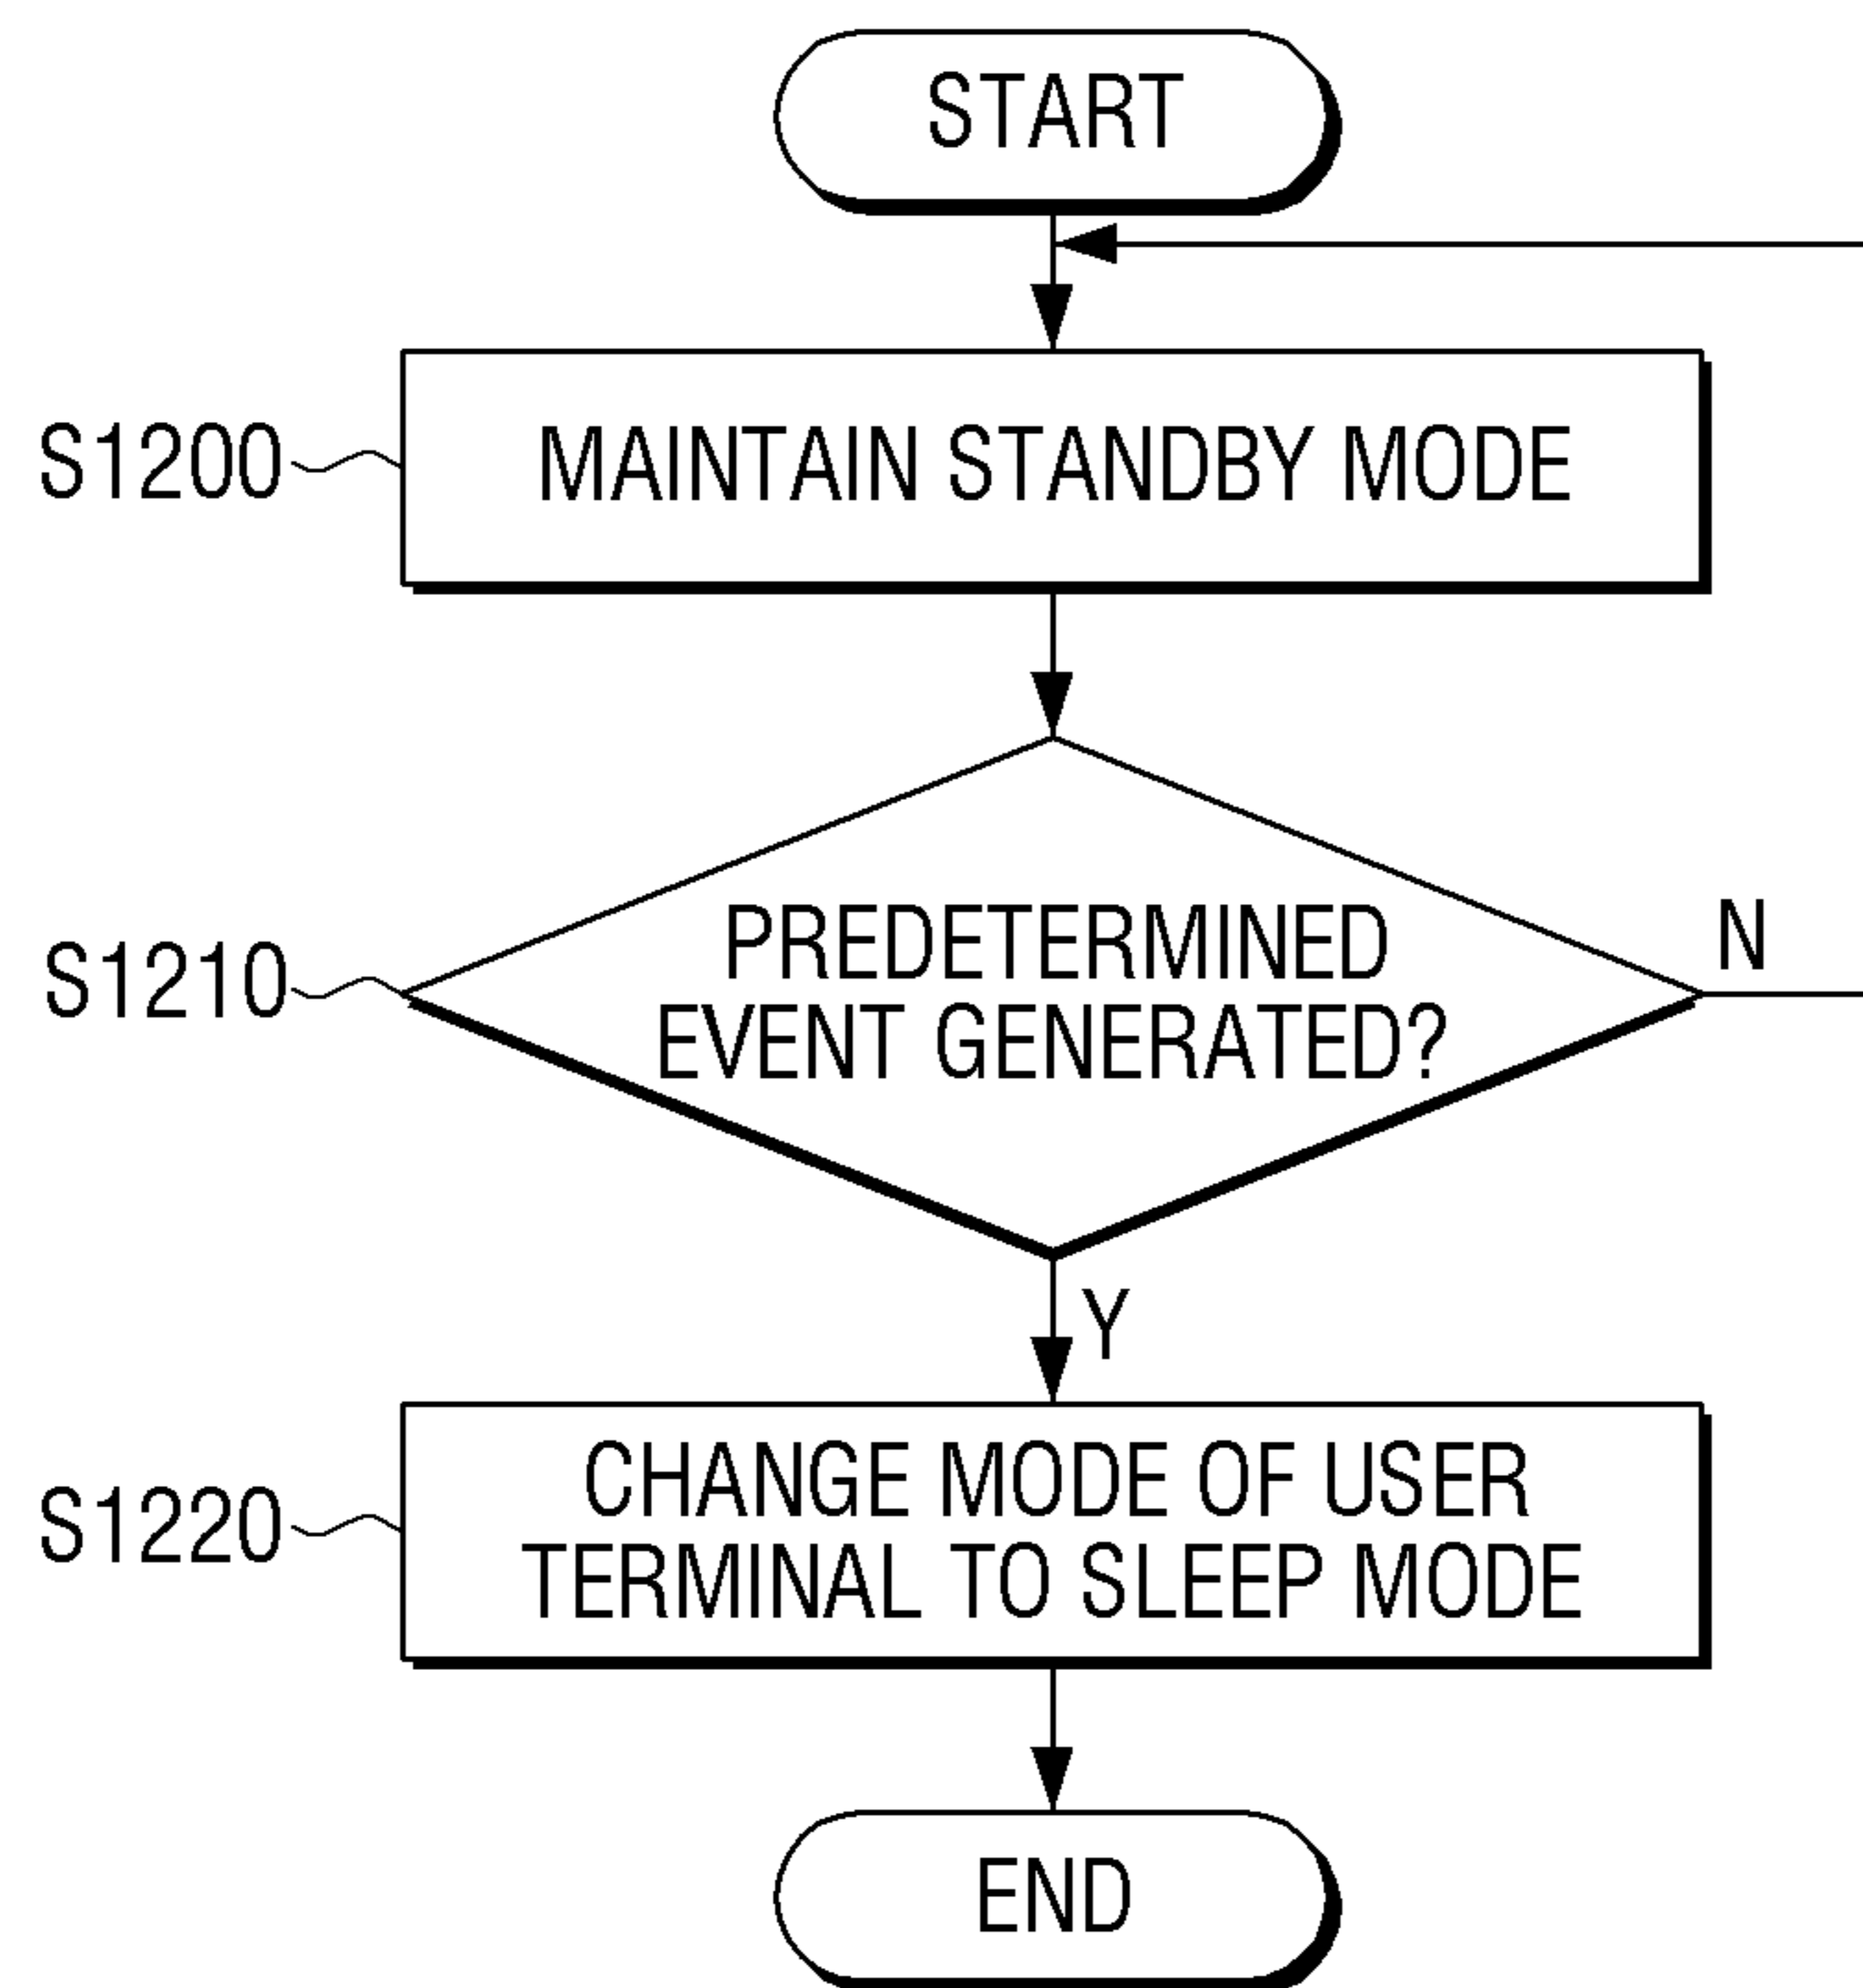 START
S1200
MAINTAIN STANDBY MODE
S1210
PREDETERMINED
EVENT GENERATED?
N
Y
S1220
CHANGE MODE OF USER
TERMINAL TO SLEEP MODE
END